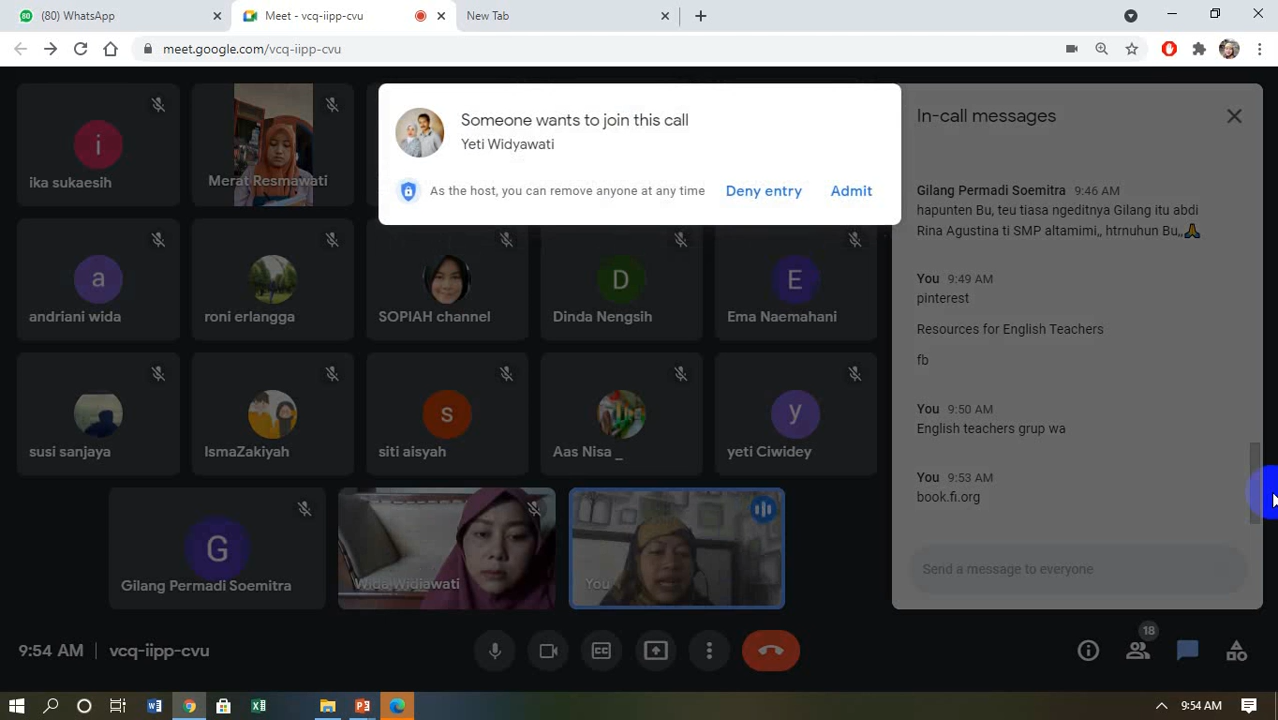 (80) WhatsApp
Meet - vcq-iipp-cvu
New Tab
meet.google.com/vcq-iipp-cvu
Someone wants to join this call
Yeti Widyawati
As the host, you can remove anyone at any time
Deny entry
Admit
In-call messages
i
ika sukaesih
Merat Resmawati
Gilang Permadi Soemitra 9:46 AM
hapunten Bu, teu tiasa ngeditnya Gilang itu abdi
Rina Agustina ti SMP altamimi,, htrnuhun Bu,,🙏
a
andriani wida
roni erlangga
SOPIAH channel
D
Dinda Nengsih
E
Ema Naemahani
You 9:49 AM
pinterest
Resources for English Teachers
fb
susi sanjaya
IsmaZakiyah
s
siti aisyah
Aas Nisa _
y
yeti Ciwidey
You 9:50 AM
English teachers grup wa
You 9:53 AM
book.fi.org
G
Gilang Permadi Soemitra
Wida Widiawati
You
Send a message to everyone
9:54 AM | vcq-iipp-cvu
18
9:54 AM